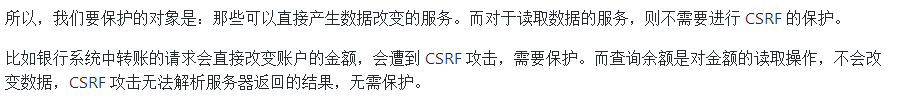 所以，我们要保护的对象是：那些可以直接产生数据改变的服务。而对于读取数据的服务，则不需要进行 CSRF 的保护。
比如银行系统中转账的请求会直接改变账户的金额，会遭到 CSRF 攻击，需要保护。而查询余额是对金额的读取操作，不会改
变数据，CSRF 攻击无法解析服务器返回的结果，无需保护。